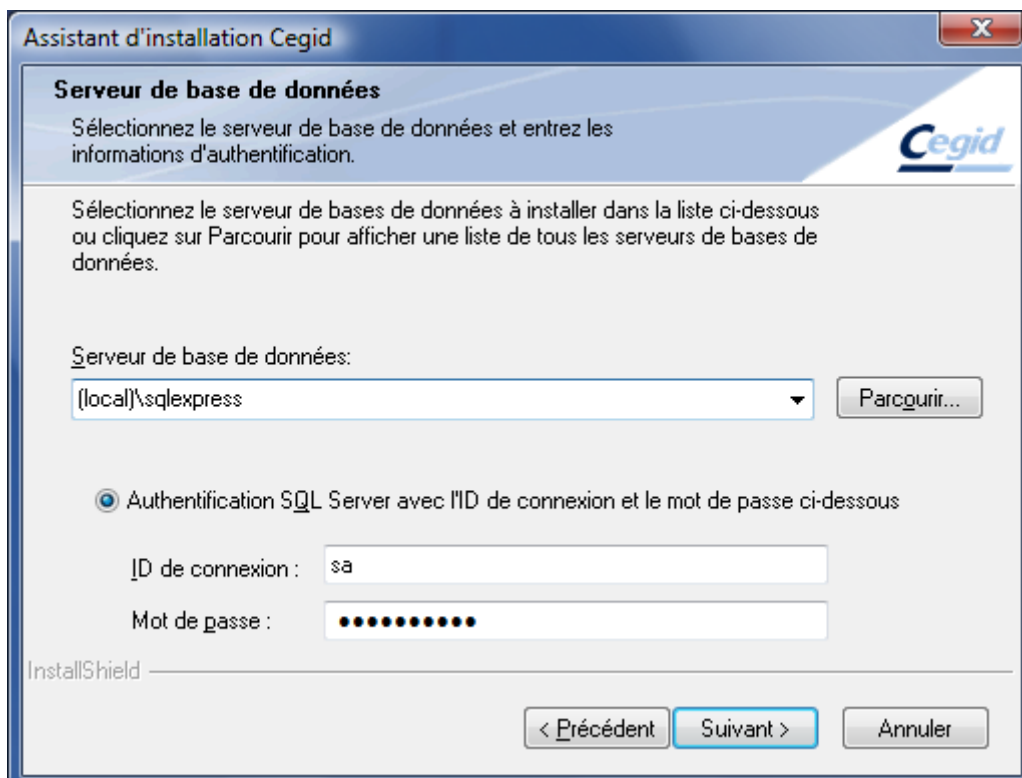 Assistant d'installation Cegid
Serveur de base de données
Sélectionnez le serveur de base de données et entrez les
informations d'authentification.
Cegid
Sélectionnez le serveur de bases de données à installer dans la liste ci-dessous
ou cliquez sur Parcourir pour afficher une liste de tous les serveurs de bases de
données.
Serveur de base de données:
(local)\sqlexpress
Parcourir...
Authentification SQL Server avec l'ID de connexion et le mot de passe ci-dessous
ID de connexion : sa
Mot de passe : ●●●●●●●●●●
InstallShield
< Précédent Suivant > Annuler